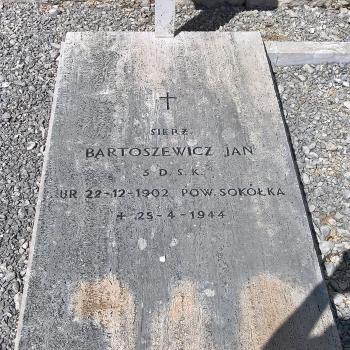 SIERŻ.
BARTOSZEWICZ JAN
5 D.S.K.
UR 22-12-1902 POW. SOKÓŁKA
+ 25-4-1944